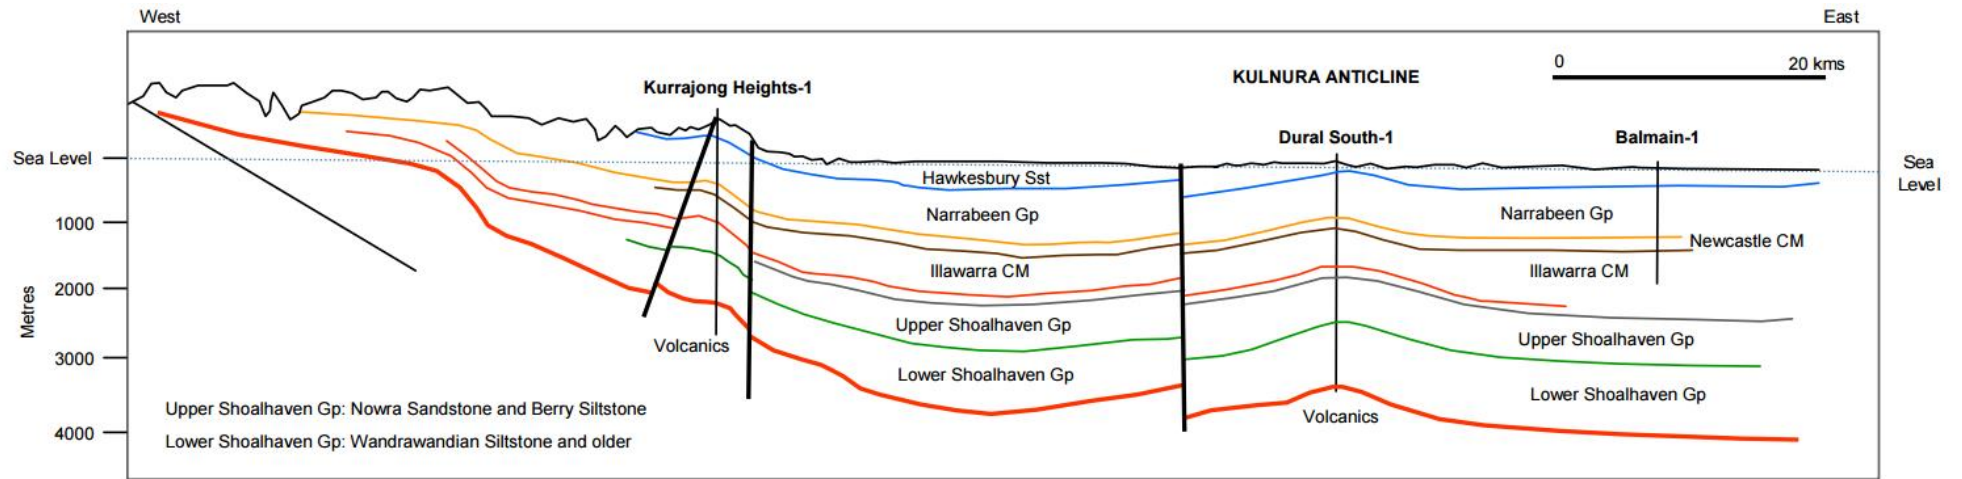 West
East
0
20 kms
KULNURA ANTICLINE
Kurrajong Heights-1
Dural South-1
Balmain-1
Sea Level
Sea
Level
Hawkesbury Sst
Narrabeen Gp
Narrabeen Gp
1000
Newcastle CM
Illawarra CM
Illawarra CM
2000
Metres
Upper Shoalhaven Gp
Upper Shoalhaven Gp
Volcanics
3000
Lower Shoalhaven Gp
Lower Shoalhaven Gp
Volcanics
Upper Shoalhaven Gp: Nowra Sandstone and Berry Siltstone
4000
Lower Shoalhaven Gp: Wandrawandian Siltstone and older